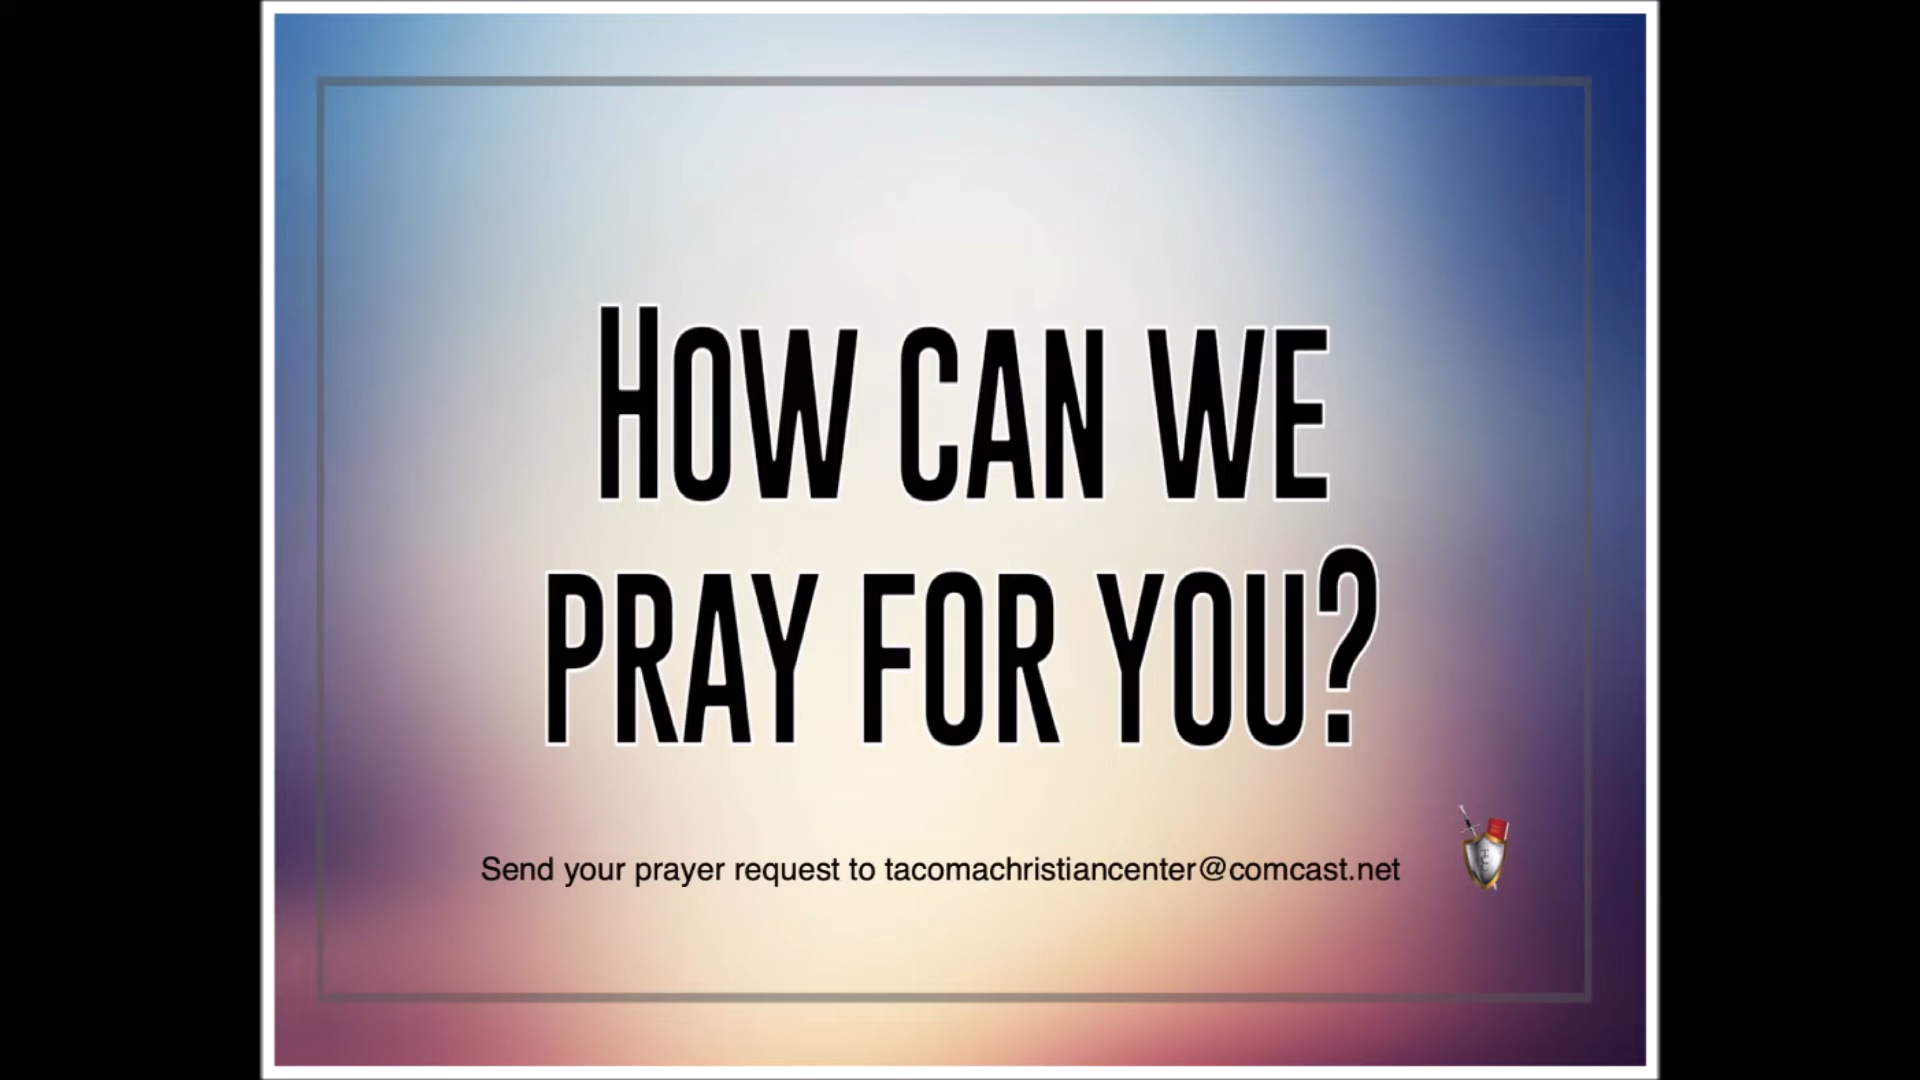 How can we
pray for you?
Send your prayer request to tacomachristiancenter@comcast.net